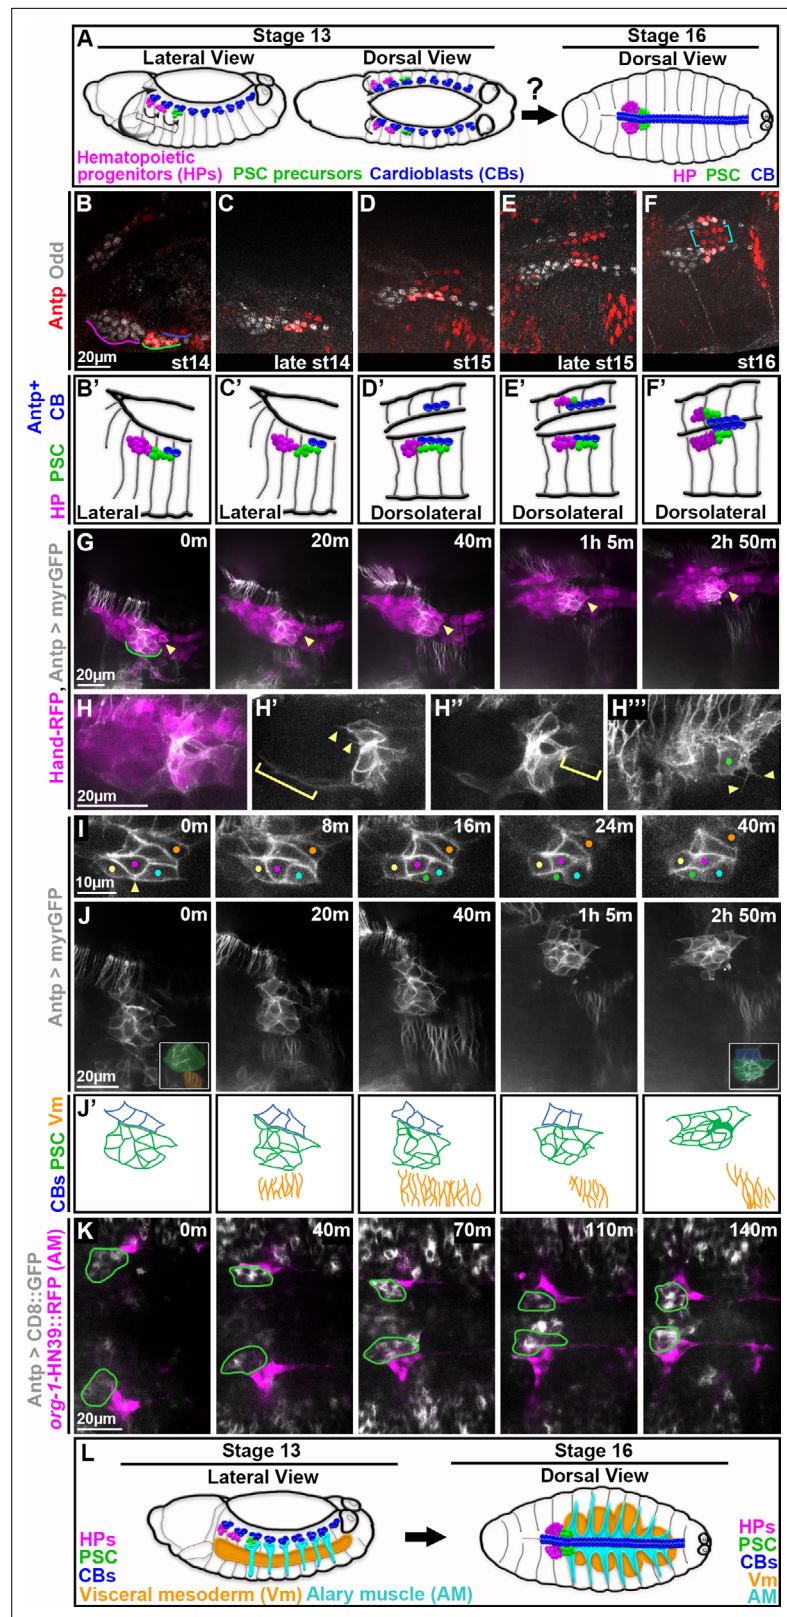 A
Stage 13
Stage 16
Lateral View
Dorsal View
Dorsal View
?
Hematopoietic
progenitors (HPs)
PSC precursors
Cardioblasts (CBs)
HP PSC CB
Antp Odd
B
C
D
E
F
20µm
st14
late st14
st15
late st15
st16
HP PSC Antp+ CB
B'
C'
D'
E'
F'
Lateral
Lateral
Dorsolateral
Dorsolateral
Dorsolateral
Hand-RFP, Antp > myrGFP
G
0m
20m
40m
1h 5m
2h 50m
20µm
H
H'
H''
H'''
20µm
Antp > myrGFP
I
0m
8m
16m
24m
40m
10µm
J
0m
20m
40m
1h 5m
2h 50m
20µm
CBs PSC Vm
J'
Antp > CD8::GFP
org-1-HN39::RFP (AM)
K
0m
40m
70m
110m
140m
20µm
L
Stage 13
Stage 16
Lateral View
Dorsal View
HPs
PSC
CBs
Visceral mesoderm (Vm)
Alary muscle (AM)
HPs
PSC
CBs
Vm
AM